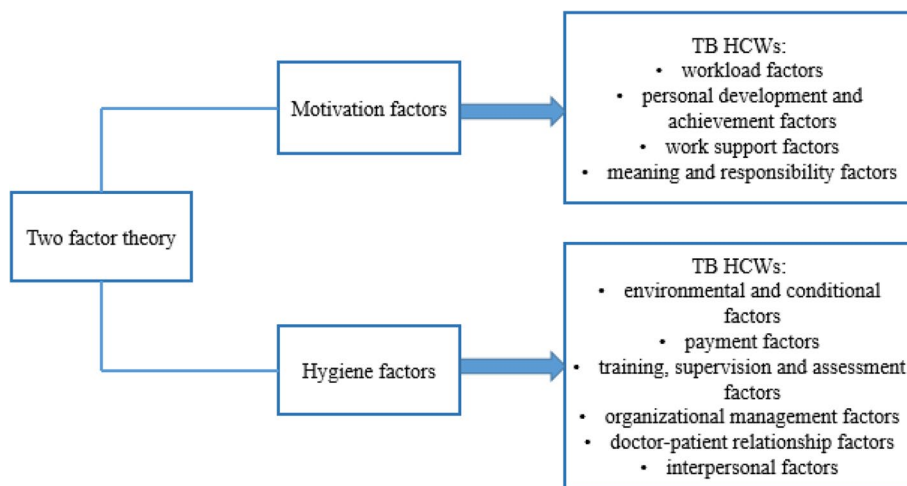 Two factor theory
Motivation factors
TB HCWs:
• workload factors
• personal development and
achievement factors
• work support factors
• meaning and responsibility factors
Hygiene factors
TB HCWs:
• environmental and conditional
factors
• payment factors
• training, supervision and assessment
factors
• organizational management factors
• doctor-patient relationship factors
• interpersonal factors